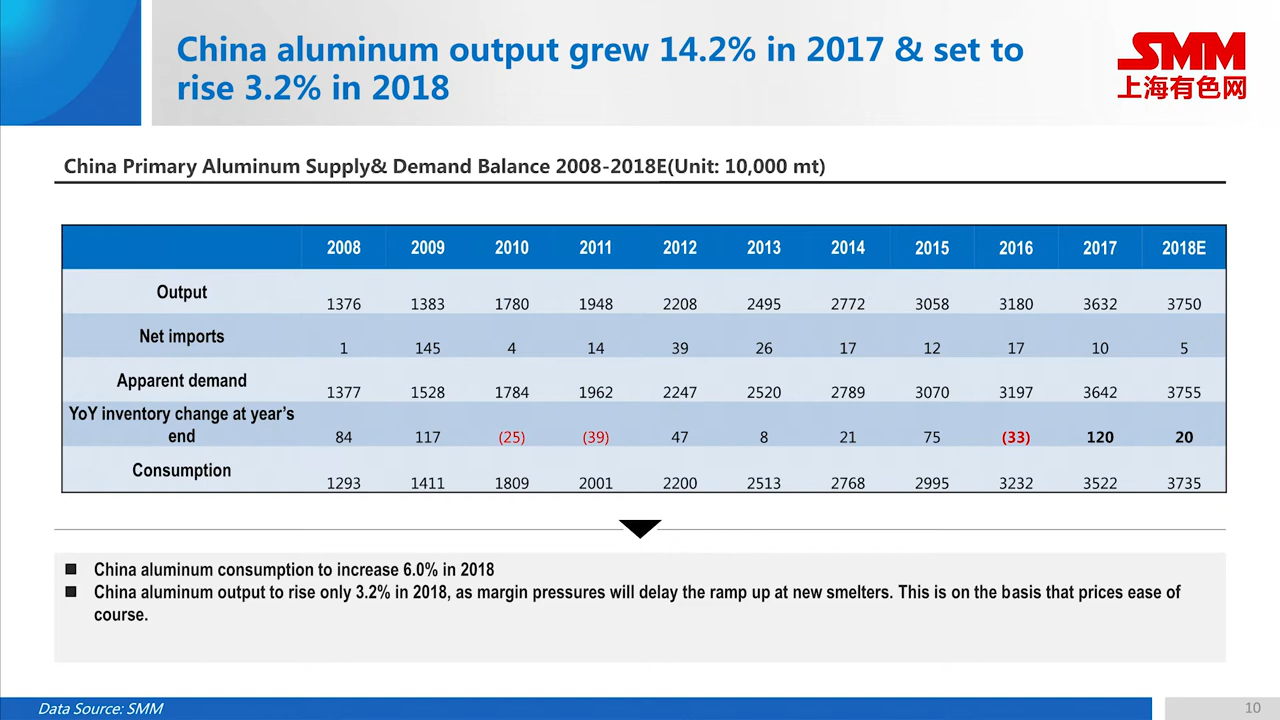 China aluminum output grew 14.2% in 2017 & set to
rise 3.2% in 2018
SMM
上海有色网
China Primary Aluminum Supply& Demand Balance 2008-2018E(Unit: 10,000 mt)
2008 2009 2010 2011 2012 2013 2014 2015 2016 2017 2018E
Output 1376 1383 1780 1948 2208 2495 2772 3058 3180 3632 3750
Net imports 1 145 4 14 39 26 17 12 17 10 5
Apparent demand 1377 1528 1784 1962 2247 2520 2789 3070 3197 3642 3755
YoY inventory change at year’s
end 84 117 (25) (39) 47 8 21 75 (33) 120 20
Consumption 1293 1411 1809 2001 2200 2513 2768 2995 3232 3522 3735
■ China aluminum consumption to increase 6.0% in 2018
■ China aluminum output to rise only 3.2% in 2018, as margin pressures will delay the ramp up at new smelters. This is on the basis that prices ease of
course.
Data Source: SMM
10